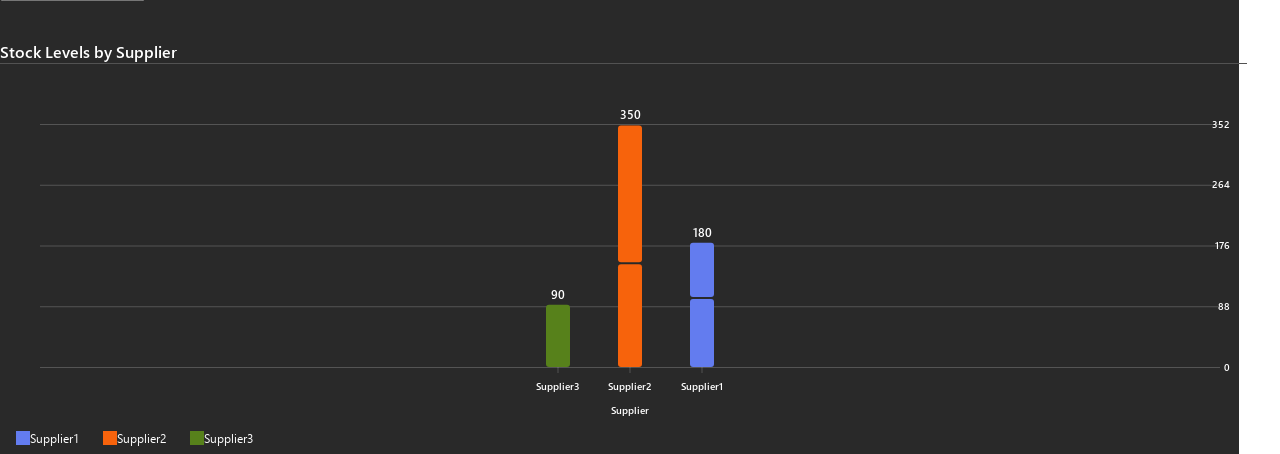 Stock Levels by Supplier
350
352
264
180
176
90
88
0
Supplier3 Supplier2 Supplier1
Supplier
Supplier1 Supplier2 Supplier3